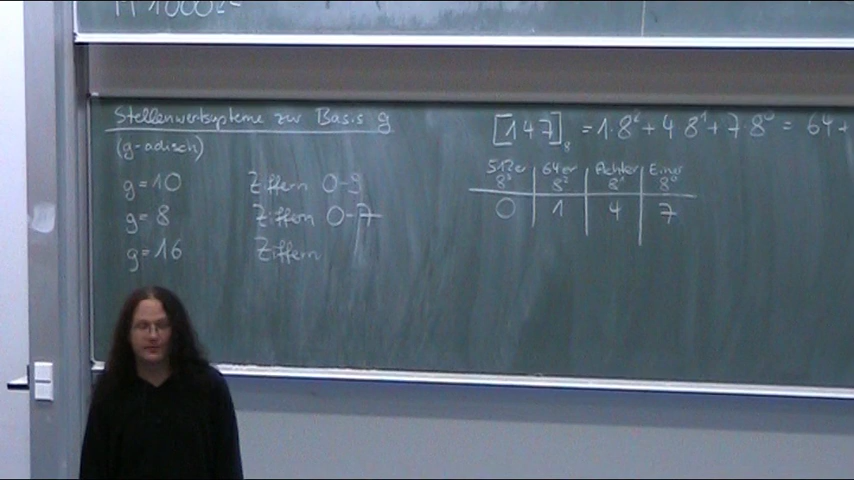 Stellenwertsysteme zur Basis g
(g-adisch)
g=10 Ziffern 0-9
g=8 Ziffern 0-7
g=16 Ziffern
[147]₈ = 1·8²+4·8¹+7·8⁰ = 64+
512er 64er Achter Einer
8³ 8² 8¹ 8⁰
0 1 4 7